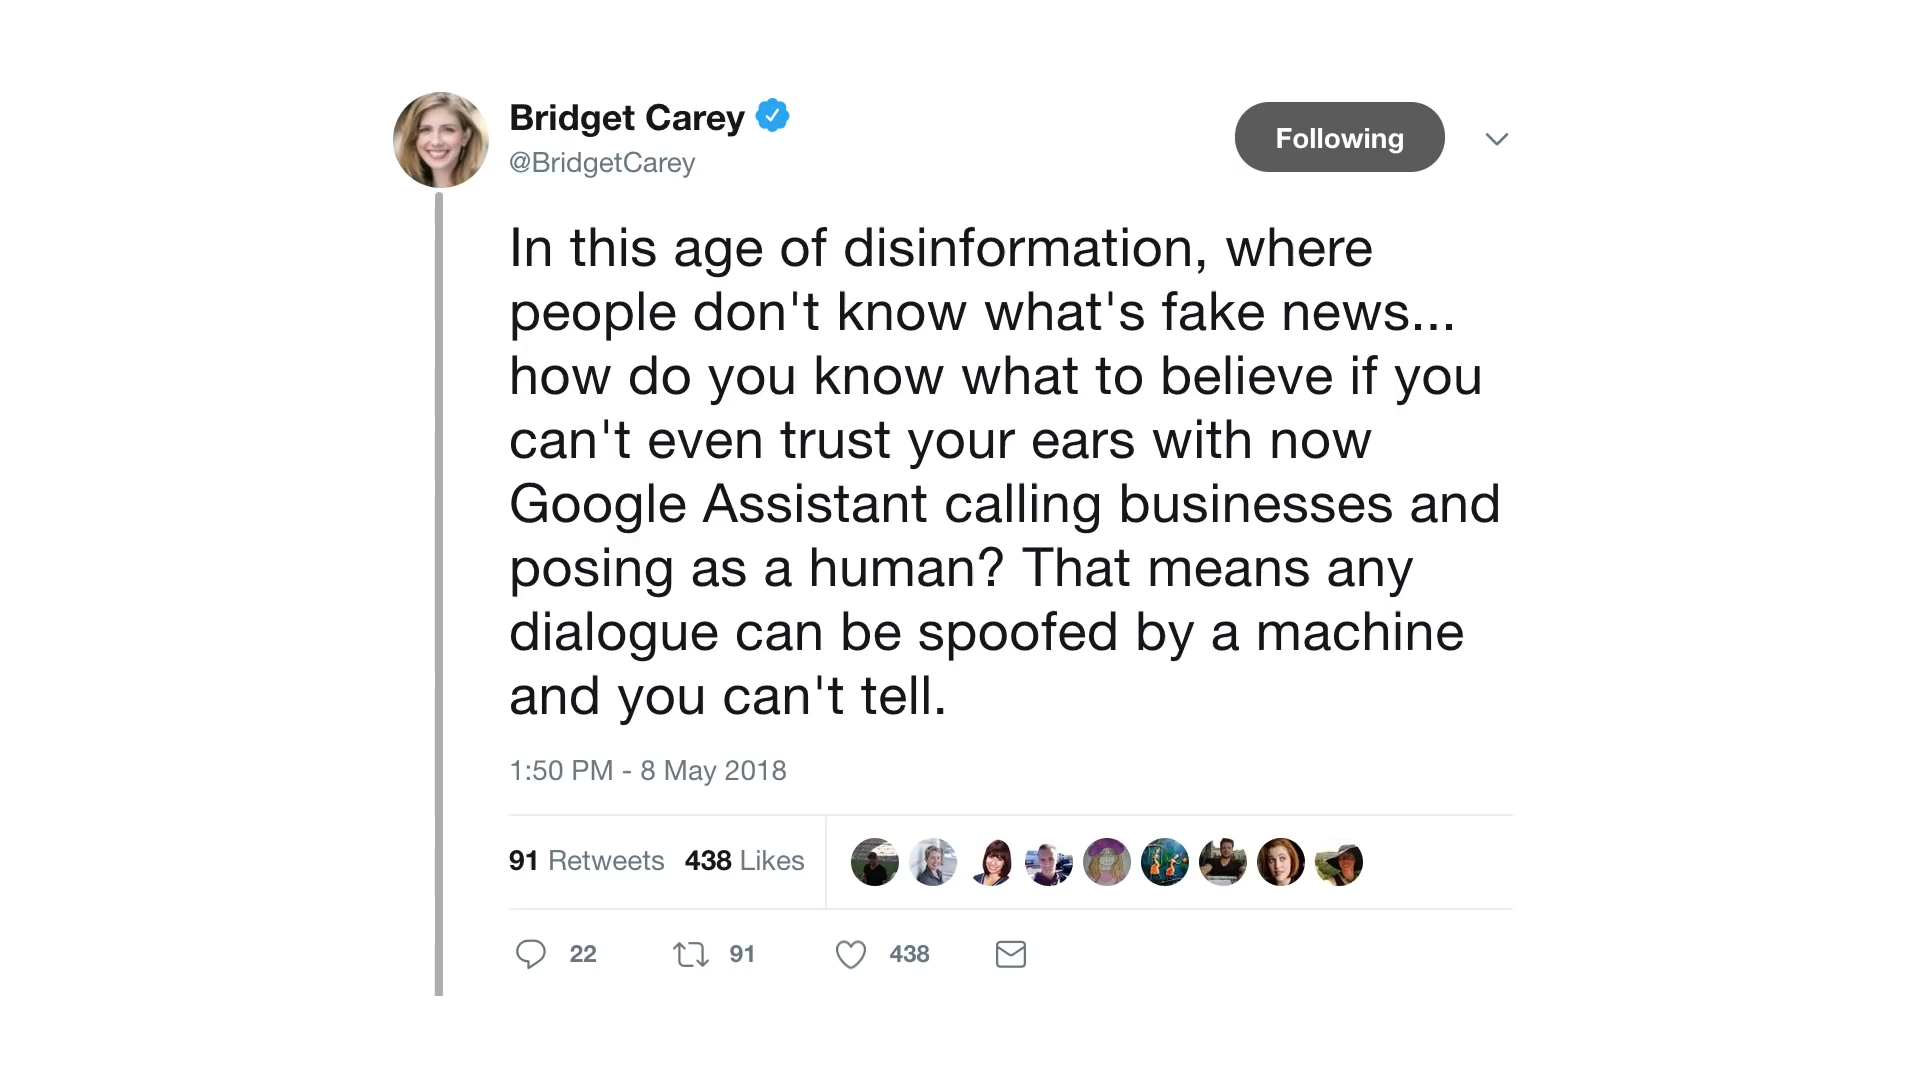 Bridget Carey
@BridgetCarey
Following
In this age of disinformation, where
people don't know what's fake news...
how do you know what to believe if you
can't even trust your ears with now
Google Assistant calling businesses and
posing as a human? That means any
dialogue can be spoofed by a machine
and you can't tell.
1:50 PM - 8 May 2018
91 Retweets 438 Likes
22 91 438